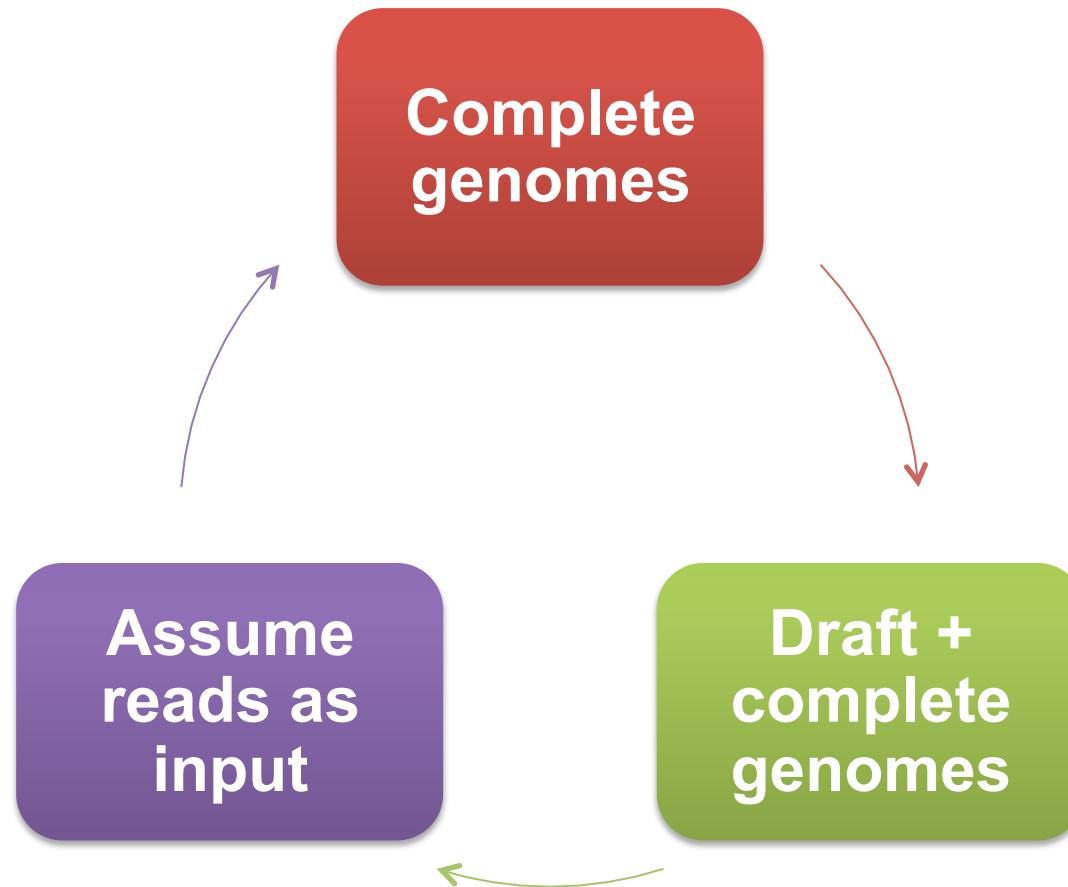 Complete
genomes
Assume
reads as
input
Draft +
complete
genomes